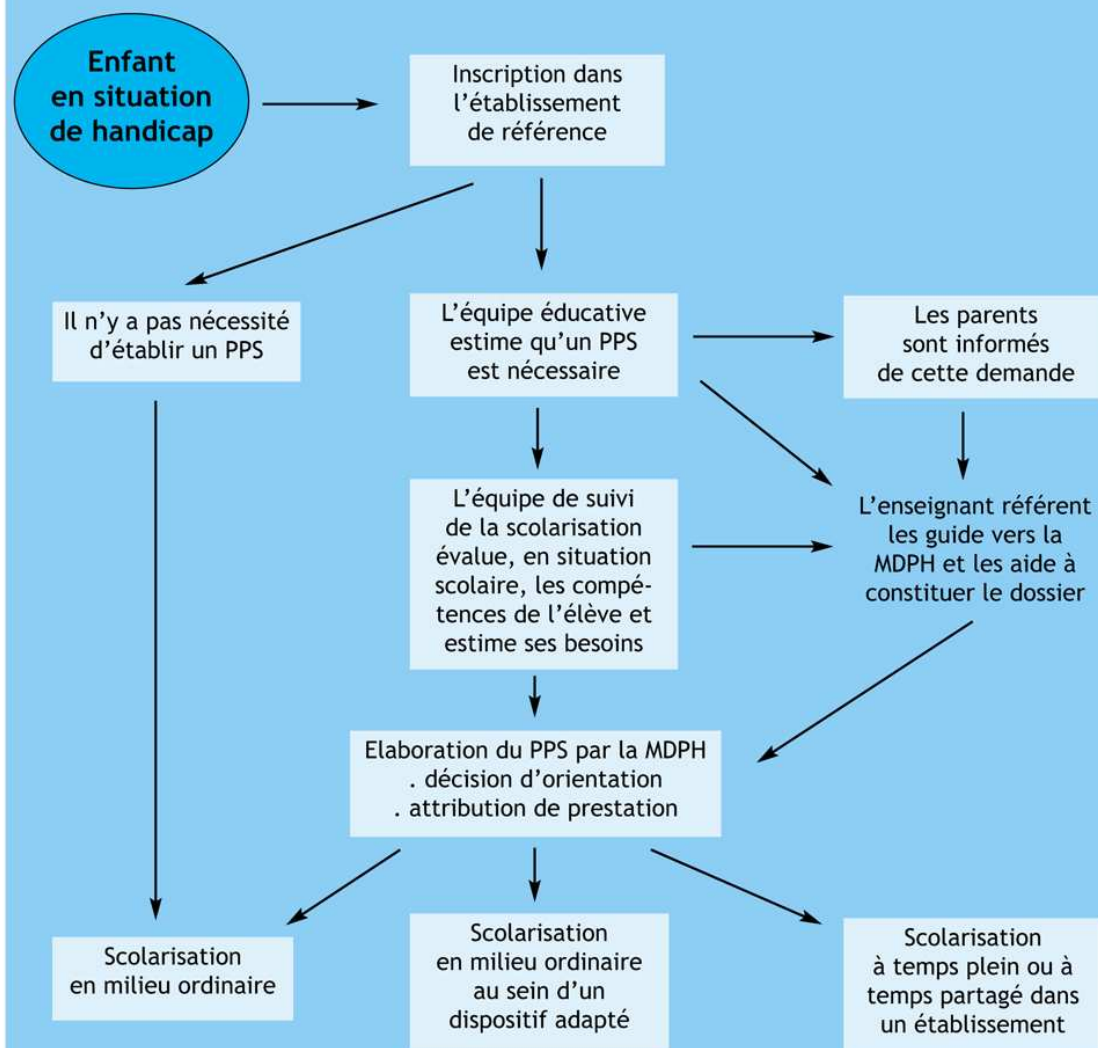 Enfant
en situation
de handicap
Inscription dans
l’établissement
de référence
Il n’y a pas nécessité
d’établir un PPS
L’équipe éducative
estime qu’un PPS
est nécessaire
Les parents
sont informés
de cette demande
L’équipe de suivi
de la scolarisation
évalue, en situation
scolaire, les compé-
tences de l’élève et
estime ses besoins
L’enseignant référent
les guide vers la
MDPH et les aide à
constituer le dossier
Elaboration du PPS par la MDPH
. décision d’orientation
. attribution de prestation
Scolarisation
en milieu ordinaire
Scolarisation
en milieu ordinaire
au sein d’un
dispositif adapté
Scolarisation
à temps plein ou à
temps partagé dans
un établissement